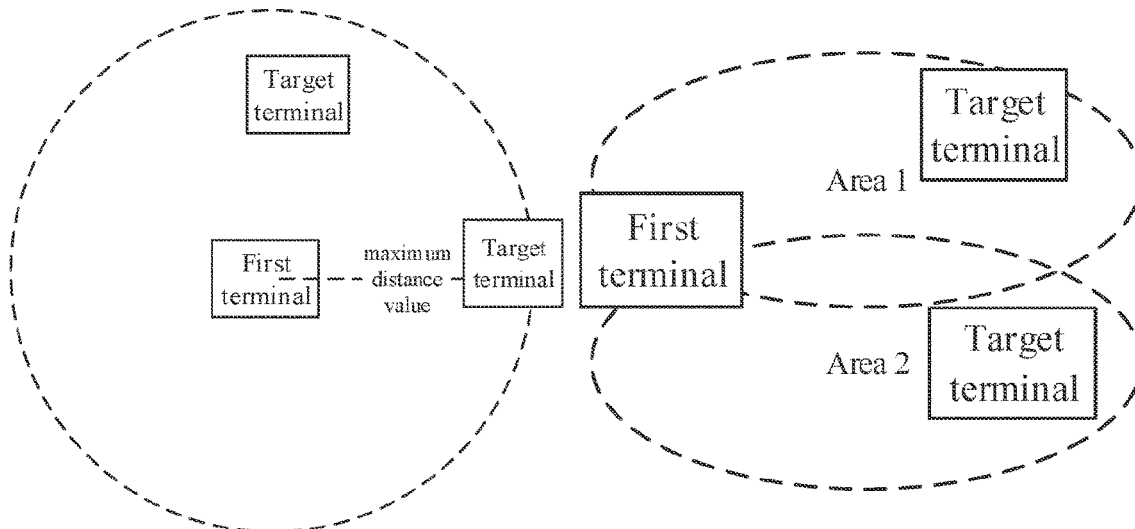 Target
terminal
First
terminal
maximum
distance
value
Target
terminal
First
terminal
Target
terminal
Area 1
Area 2
Target
terminal